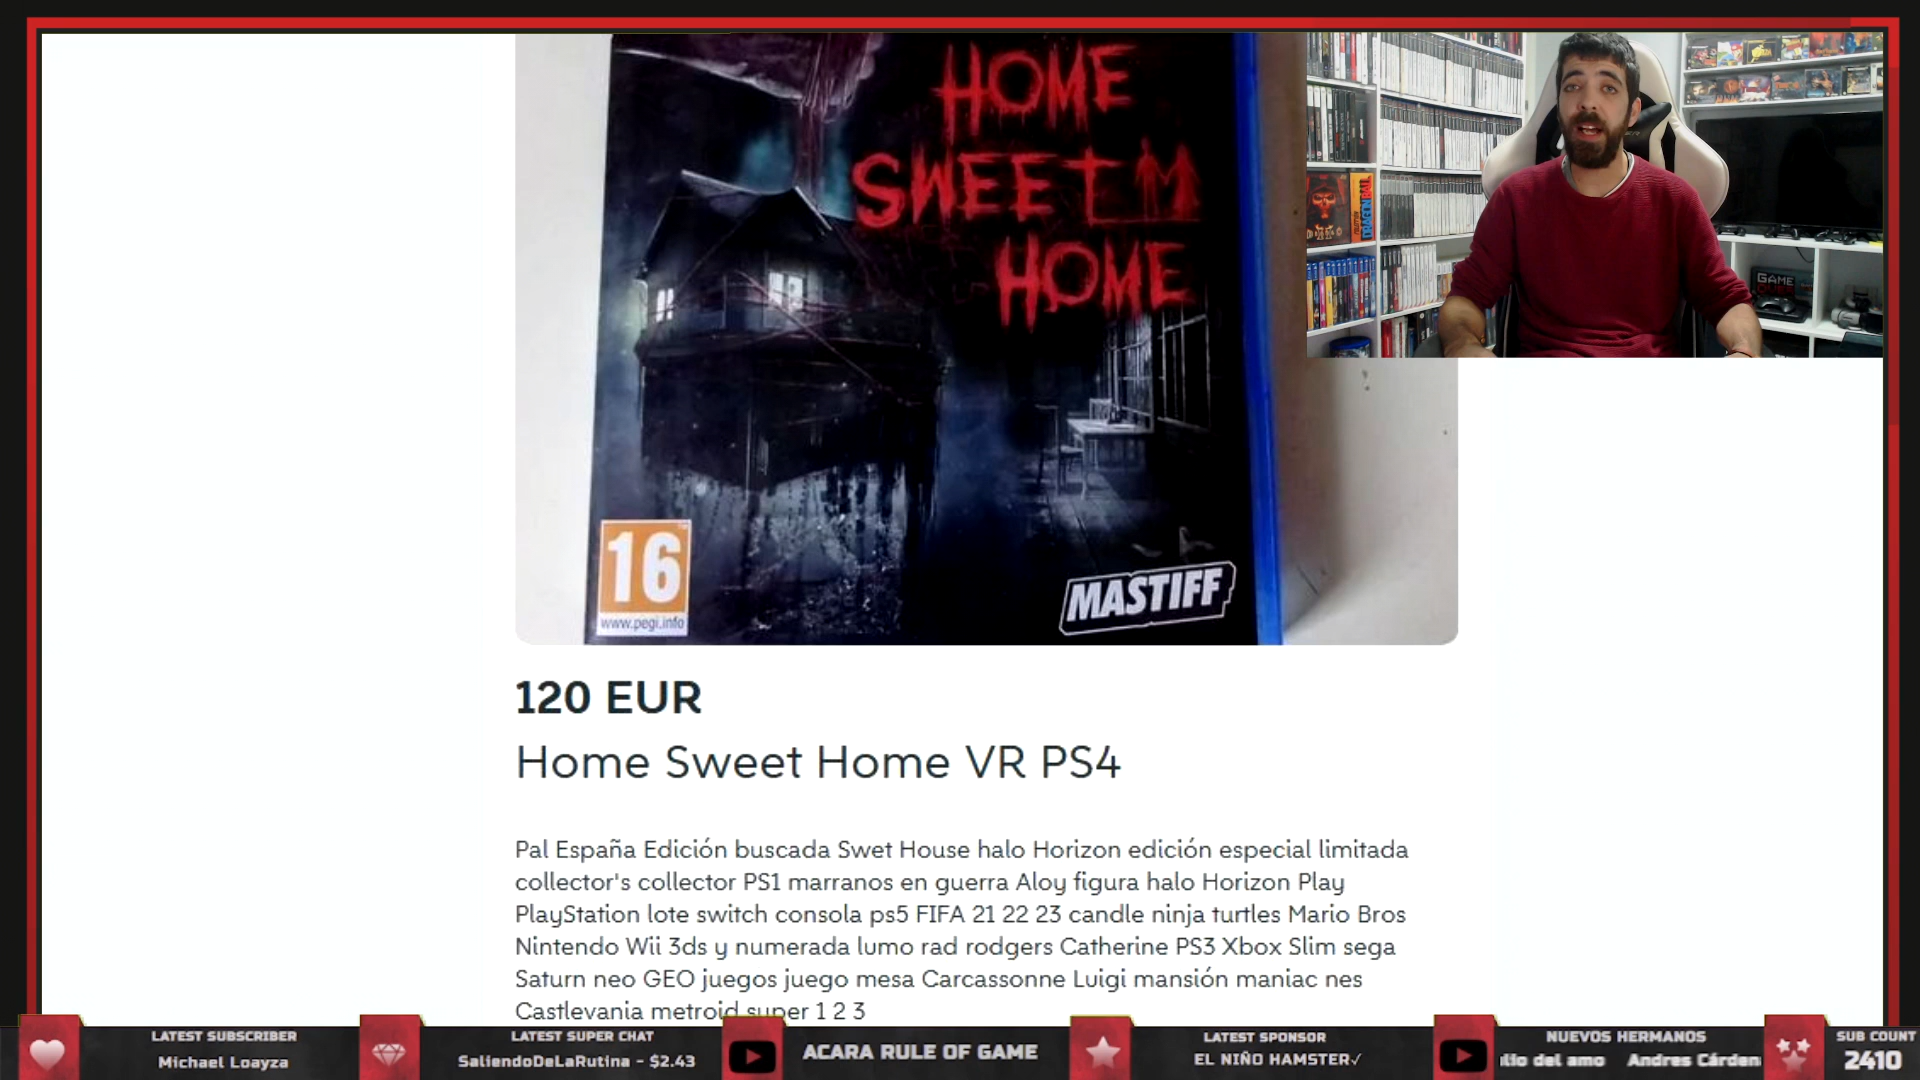 HOME
SWEET
HOME
16
www.pegi.info
MASTIFF
DRAGON BALL
GAME
120 EUR
Home Sweet Home VR PS4
Pal España Edición buscada Swet House halo Horizon edición especial limitada
collector's collector PS1 marranos en guerra Aloy figura halo Horizon Play
PlayStation lote switch consola ps5 FIFA 21 22 23 candle ninja turtles Mario Bros
Nintendo Wii 3ds y numerada lumo rad rodgers Catherine PS3 Xbox Slim sega
Saturn neo GEO juegos juego mesa Carcassonne Luigi mansión maniac nes
Castlevania metroid super 1 2 3
LATEST SUBSCRIBER
Michael Loayza
LATEST SUPER CHAT
SaliendoDeLaRutina - $2.43
ACARA RULE OF GAME
LATEST SPONSOR
EL NIÑO HAMSTER✓
NUEVOS HERMANOS
del amo Andres Cárden
SUB COUNT
2410